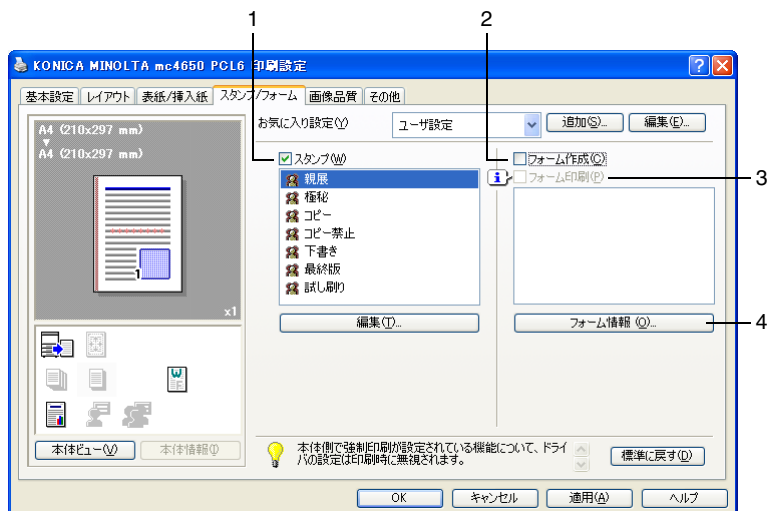 1 2
KONICA MINOLTA mc4650 PCL6 印刷設定
基本設定 レイアウト 表紙/挿入紙 スタンプ/フォーム 画像品質 その他
A4 (210x297 mm)
A4 (210x297 mm)
1
x1
本体ビュー(V) 本体情報(I)
お気に入り設定(Y) ユーザ設定 追加(S)... 編集(E)...
スタンプ(W)
親展
極秘
コピー
コピー禁止
下書き
最終版
試し刷り
編集(T)...
フォーム作成(C)
フォーム印刷(P)
3
フォーム情報 (O)...
4
本体側で強制印刷が設定されている機能について、ドライ
バの設定は印刷時に無視されます。
標準に戻す(D)
OK キャンセル 適用(A) ヘルプ